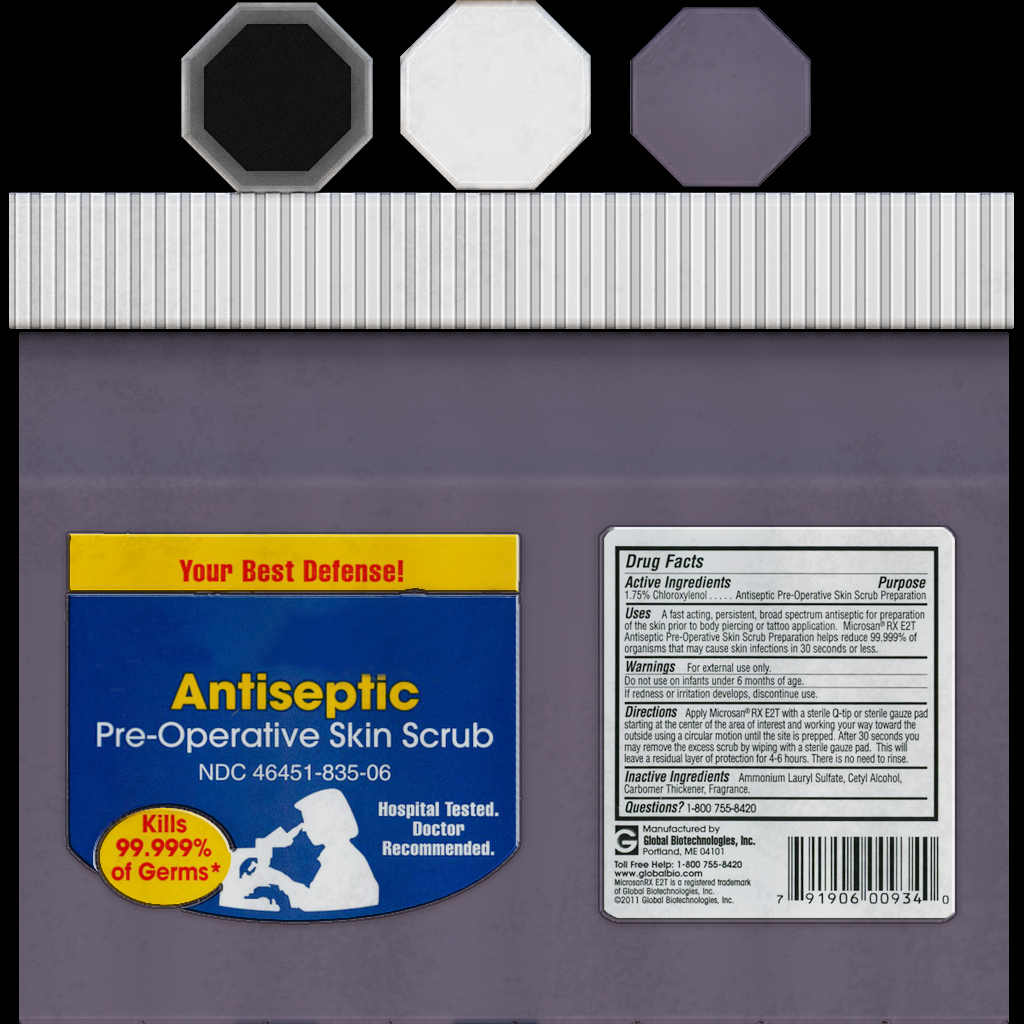 Your Best Defense!
Antiseptic
Pre-Operative Skin Scrub
NDC 46451-835-06
Hospital Tested.
Doctor
Recommended.
Kills
99.999%
of Germs*
Drug Facts
Active Ingredients Purpose
1.75% Chloroxylenol ..... Antiseptic Pre-Operative Skin Scrub Preparation
Uses A fast acting, persistent, broad spectrum antiseptic for preparation
of the skin prior to body piercing or tattoo application. Microsan® RX E2T
Antiseptic Pre-Operative Skin Scrub Preparation helps reduce 99.999% of
organisms that may cause skin infections in 30 seconds or less.
Warnings For external use only.
Do not use on infants under 6 months of age.
If redness or irritation develops, discontinue use.
Directions Apply Microsan® RX E2T with a sterile Q-tip or sterile gauze pad
starting at the center of the area of interest and working your way toward the
outside using a circular motion until the site is prepped. After 30 seconds you
may remove the excess scrub by wiping with a sterile gauze pad. This will
leave a residual layer of protection for 4-6 hours. There is no need to rinse.
Inactive Ingredients Ammonium Lauryl Sulfate, Cetyl Alcohol,
Carbomer Thickener, Fragrance.
Questions? 1-800 755-8420
G Manufactured by
Global Biotechnologies, Inc.
Portland, ME 04101
Toll Free Help: 1-800 755-8420
www.globalbio.com
MicrosanRX E2T is a registered trademark
of Global Biotechnologies, Inc.
©2011 Global Biotechnologies, Inc.
7 91906 00934 0